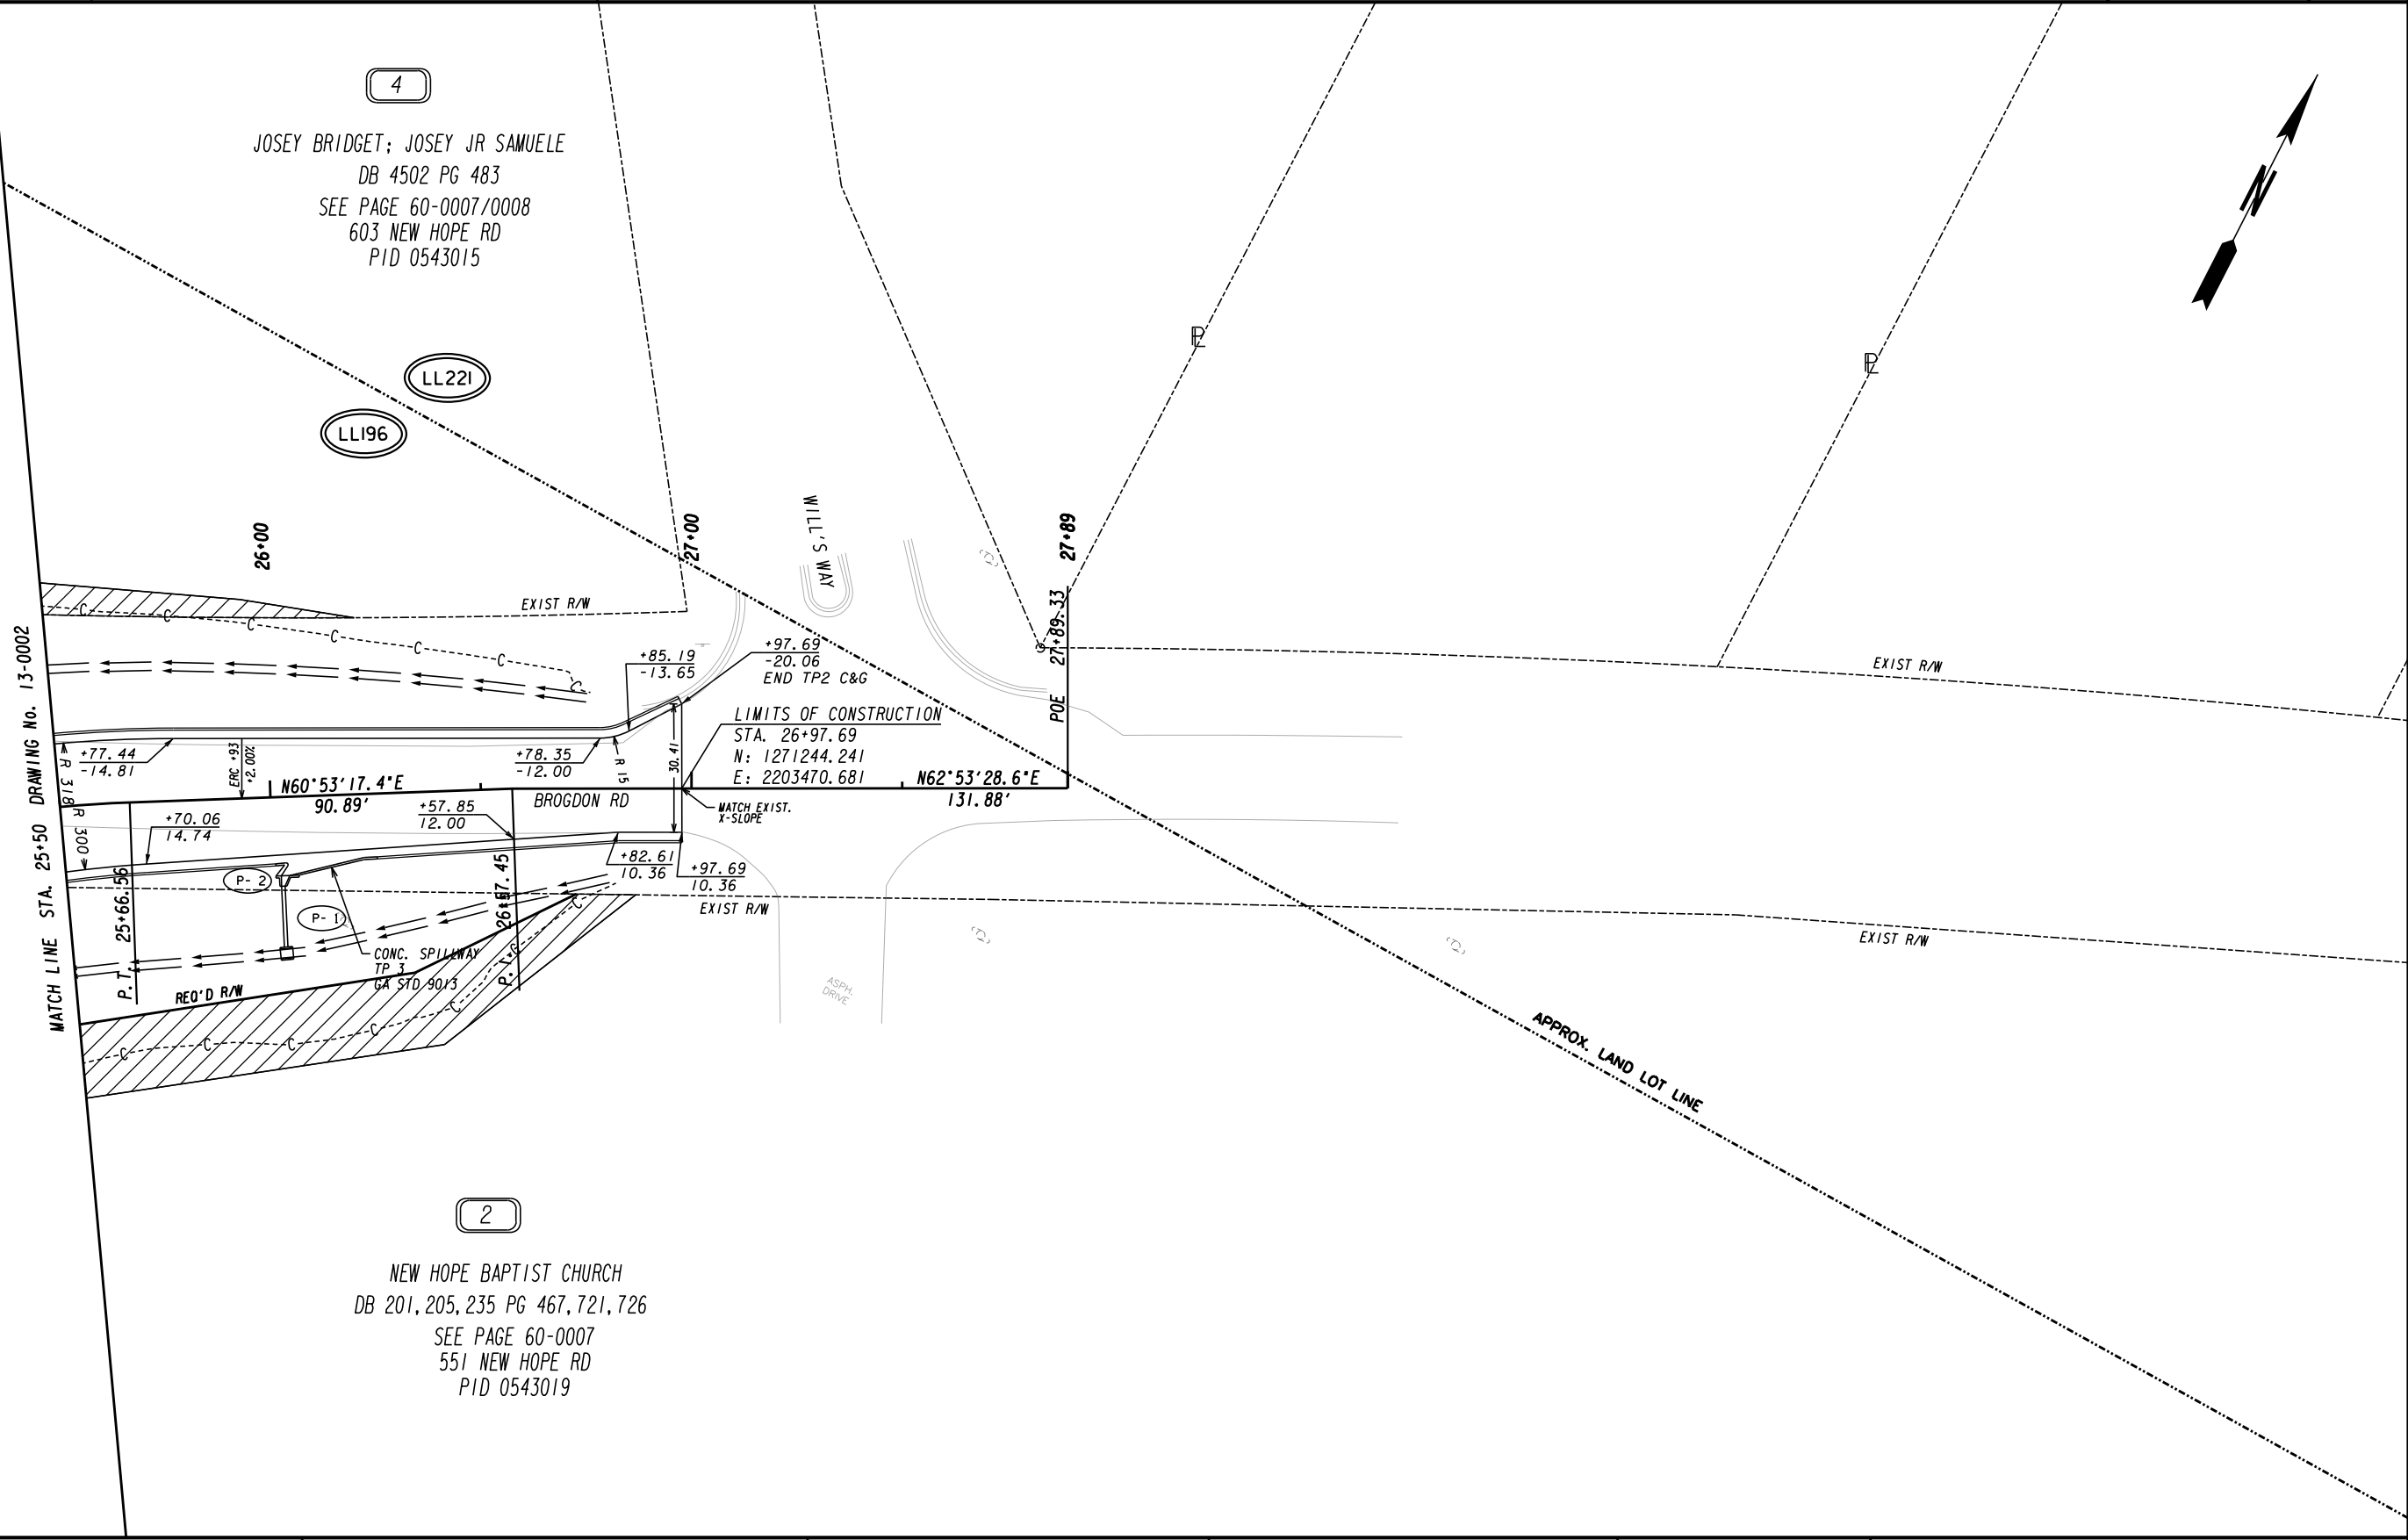 4
JOSEY BRIDGET; JOSEY JR SAMUELE
DB 4502 PG 483
SEE PAGE 60-0007/0008
603 NEW HOPE RD
PID 0543015
N
PL
PL
LL221
LL196
26+00
27+00
WILL'S WAY
27+89
POE 27+89.33
EXIST R/W
C C C C C C C
+85.19
-13.65
+97.69
-20.06
END TP2 C&G
EXIST R/W
LIMITS OF CONSTRUCTION
STA. 26+97.69
N: 1271244.241
E: 2203470.681
MATCH LINE STA. 25+50 DRAWING No. 13-0002
+77.44
-14.81
R 318
ERC +93
+2.00%
+78.35
-12.00
R 15
30.41
N60°53'17.4"E
90.89'
BROGDON RD
N62°53'28.6"E
131.88'
MATCH EXIST.
X-SLOPE
R 300
+70.06
14.74
+57.85
12.00
+82.61
10.36
+97.69
10.36
P- 2
P- 1
P.T. 25+66.56
P.I. 26+57.45
EXIST R/W
EXIST R/W
CONC. SPILLWAY
TP 3
GA STD 9013
REQ'D R/W
C C C C C C C
ASPH.
DRIVE
APPROX. LAND LOT LINE
2
NEW HOPE BAPTIST CHURCH
DB 201,205,235 PG 467,721,726
SEE PAGE 60-0007
551 NEW HOPE RD
PID 0543019